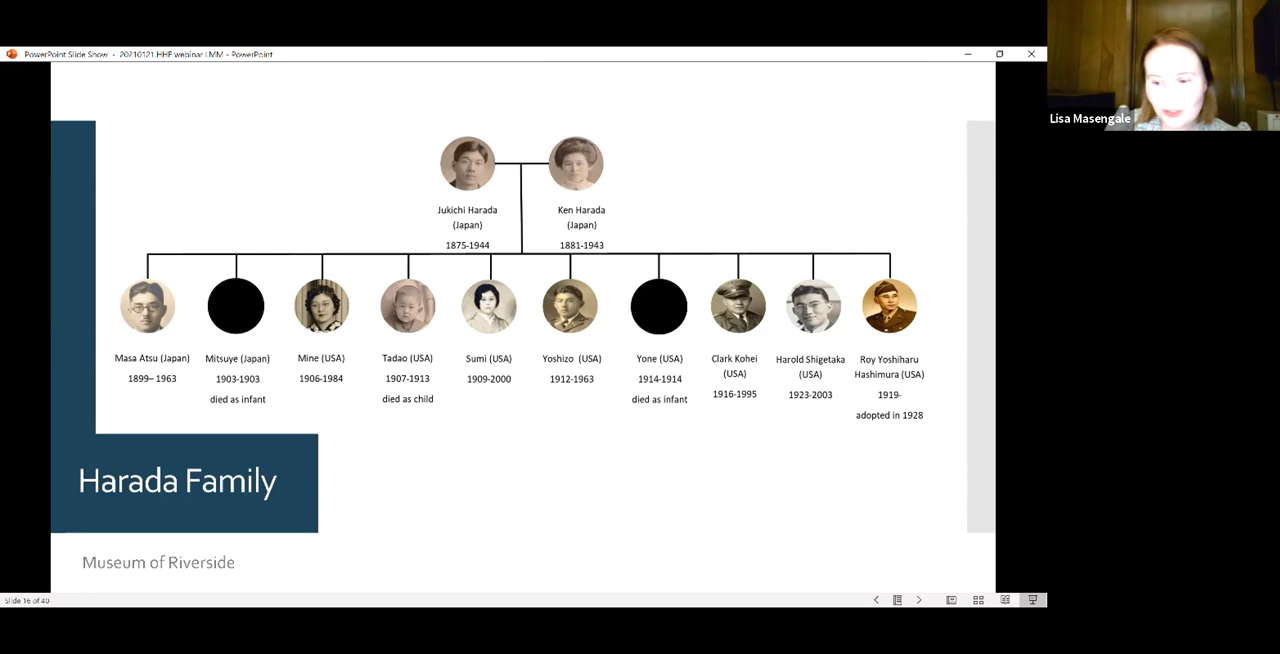 PowerPoint Slide Show - 20210121.HHF webinar LMM - PowerPoint
Lisa Masengale
Jukichi Harada
(Japan)
1875-1944
Ken Harada
(Japan)
1881-1943
Masa Atsu (Japan)
1899– 1963
Mitsuye (Japan)
1903-1903
died as infant
Mine (USA)
1906-1984
Tadao (USA)
1907-1913
died as child
Sumi (USA)
1909-2000
Yoshizo (USA)
1912-1963
Yone (USA)
1914-1914
died as infant
Clark Kohei
(USA)
1916-1995
Harold Shigetaka
(USA)
1923-2003
Roy Yoshiharu
Hashimura (USA)
1919-
adopted in 1928
Harada Family
Museum of Riverside
Slide 16 of 40